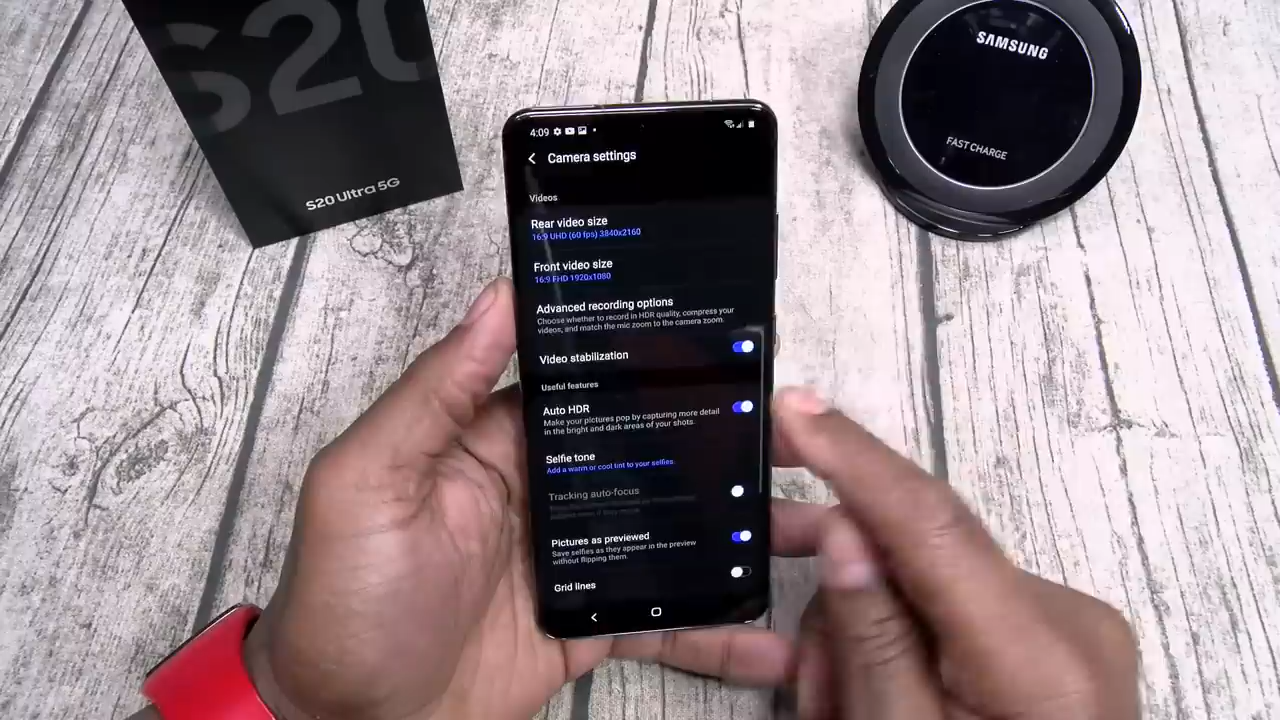 S20
S20 Ultra 5G
SAMSUNG
FAST CHARGE
4:09
Camera settings
Videos
Rear video size
16:9 UHD (60 fps) 3840x2160
Front video size
16:9 FHD 1920x1080
Advanced recording options
Choose whether to record in HDR quality, compress your
videos, and match the mic zoom to the camera zoom.
Video stabilization
Useful features
Auto HDR
Make your pictures pop by capturing more detail
in the bright and dark areas of your shots.
Selfie tone
Add a warm or cool tint to your selfies.
Tracking auto-focus
Pictures as previewed
Save selfies as they appear in the preview
without flipping them.
Grid lines